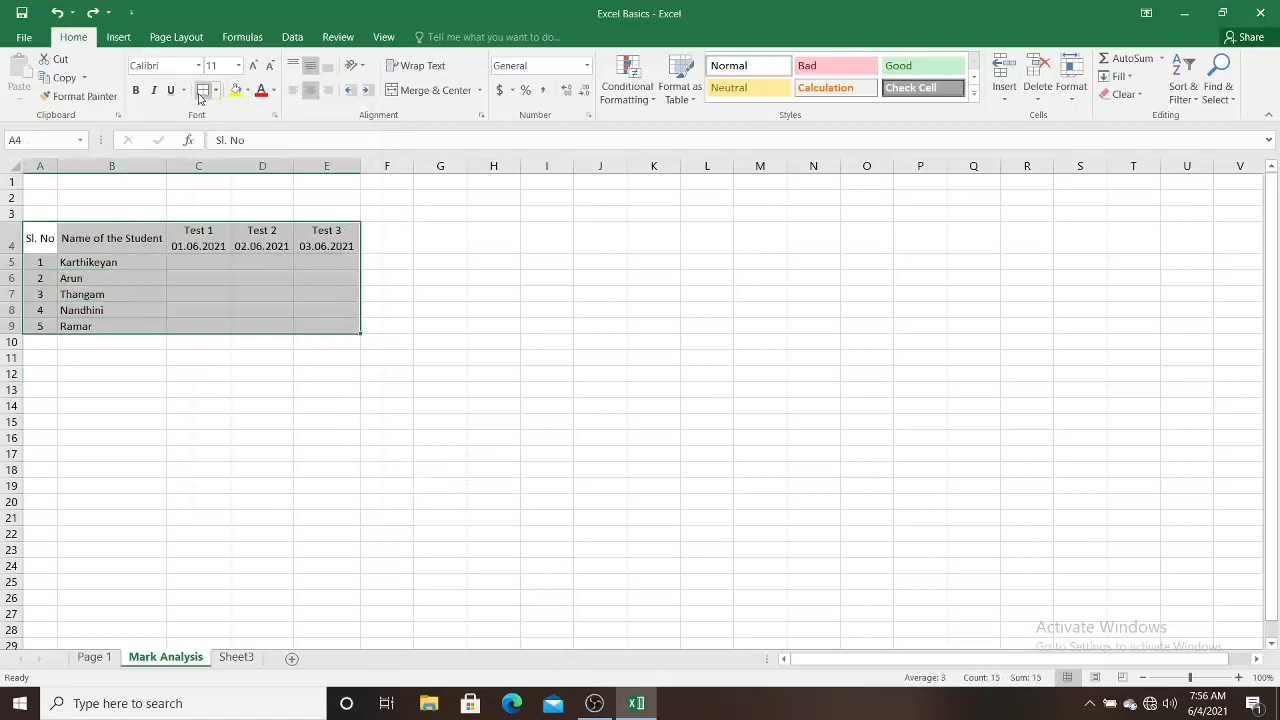 Excel Basics - Excel
File Home Insert Page Layout Formulas Data Review View Tell me what you want to do... Share
Paste Cut Copy Format Painter Clipboard
Calibri 11 B I U A Font
Wrap Text Merge & Center Alignment
General $ % , Number
Conditional Formatting Format as Table
Normal Bad Good
Neutral Calculation Check Cell
Styles
Insert Delete Format Cells
AutoSum Fill Clear Sort & Filter Find & Select Editing
A4 fx Sl. No
A B C D E F G H I J K L M N O P Q R S T U V
1
2
3
4 Sl. No Name of the Student Test 1 01.06.2021 Test 2 02.06.2021 Test 3 03.06.2021
5 1 Karthikeyan
6 2 Arun
7 3 Thangam
8 4 Nandhini
9 5 Ramar
10
11
12
13
14
15
16
17
18
19
20
21
22
23
24
25
26
27
28
29
Activate Windows
Go to Settings to activate Windows.
Page 1 Mark Analysis Sheet3
Ready Average: 3 Count: 15 Sum: 15 100%
Type here to search
7:56 AM
6/4/2021